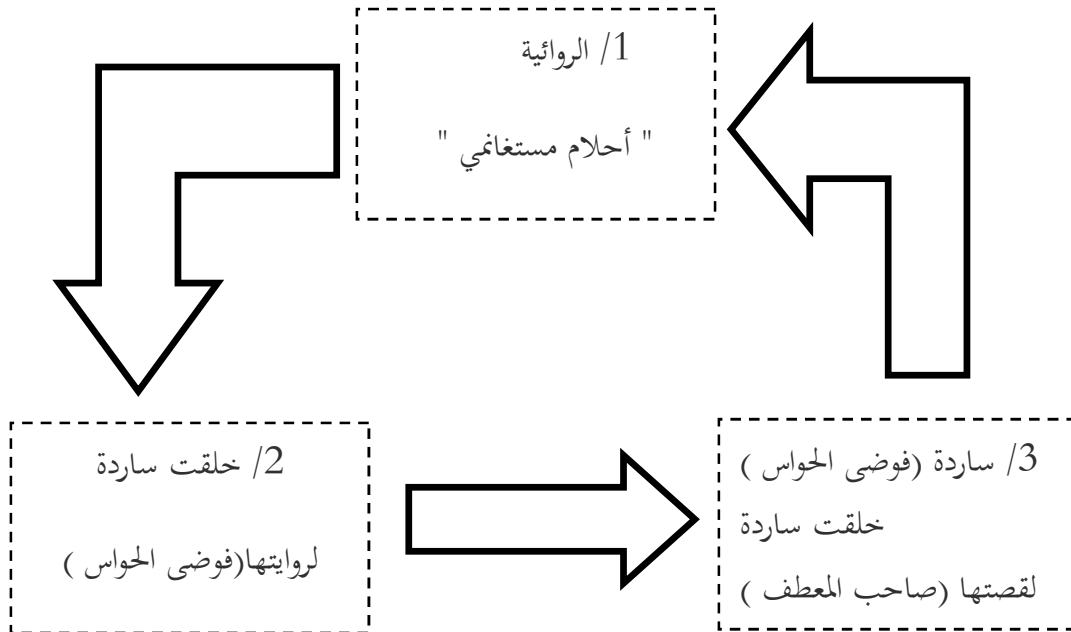 1/ الروائية
" أحلام مستغانمي "
2/ خلقت ساردة
لروايتها(فوضى الحواس )
3/ ساردة (فوضى الحواس )
خلقت ساردة
لقصتها (صاحب المعطف )